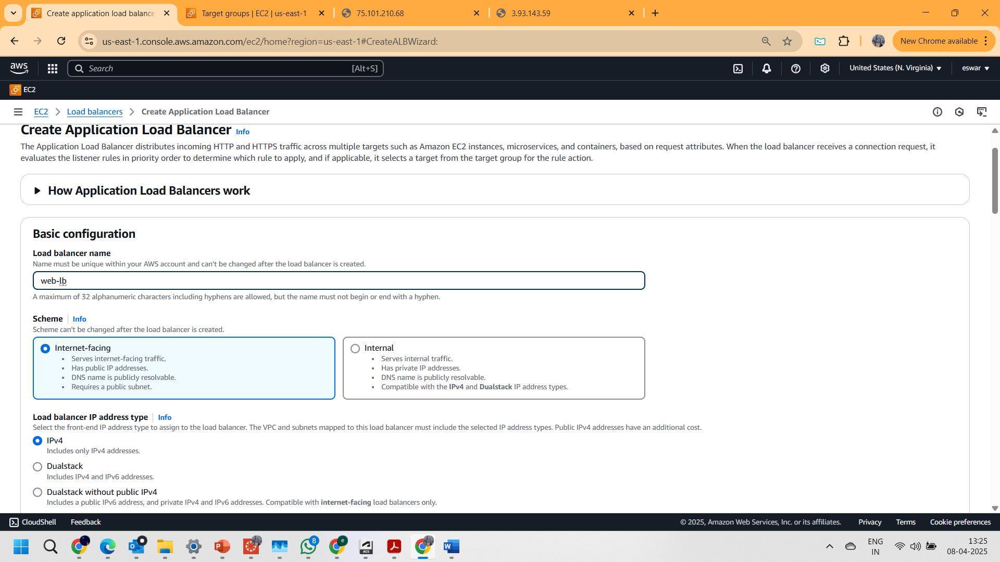 Create application load balance
Target groups | EC2 | us-east-1
75.101.210.68
3.93.143.59
us-east-1.console.aws.amazon.com/ec2/home?region=us-east-1#CreateALBWizard:
New Chrome available
aws
Search
[Alt+S]
United States (N. Virginia)
eswar
EC2
EC2
Load balancers
Create Application Load Balancer
Create Application Load Balancer Info
The Application Load Balancer distributes incoming HTTP and HTTPS traffic across multiple targets such as Amazon EC2 instances, microservices, and containers, based on request attributes. When the load balancer receives a connection request, it
evaluates the listener rules in priority order to determine which rule to apply, and if applicable, it selects a target from the target group for the rule action.
How Application Load Balancers work
Basic configuration
Load balancer name
Name must be unique within your AWS account and can't be changed after the load balancer is created.
web-lb
A maximum of 32 alphanumeric characters including hyphens are allowed, but the name must not begin or end with a hyphen.
Scheme Info
Scheme can't be changed after the load balancer is created.
Internet-facing
• Serves internet-facing traffic.
• Has public IP addresses.
• DNS name is publicly resolvable.
• Requires a public subnet.
Internal
• Serves internal traffic.
• Has private IP addresses.
• DNS name is publicly resolvable.
• Compatible with the IPv4 and Dualstack IP address types.
Load balancer IP address type Info
Select the front-end IP address type to assign to the load balancer. The VPC and subnets mapped to this load balancer must include the selected IP address types. Public IPv4 addresses have an additional cost.
IPv4
Includes only IPv4 addresses.
Dualstack
Includes IPv4 and IPv6 addresses.
Dualstack without public IPv4
Includes a public IPv6 address, and private IPv4 and IPv6 addresses. Compatible with internet-facing load balancers only.
CloudShell
Feedback
© 2025, Amazon Web Services, Inc. or its affiliates.
Privacy
Terms
Cookie preferences
8
e
ACS
ENG
IN
13:25
08-04-2025